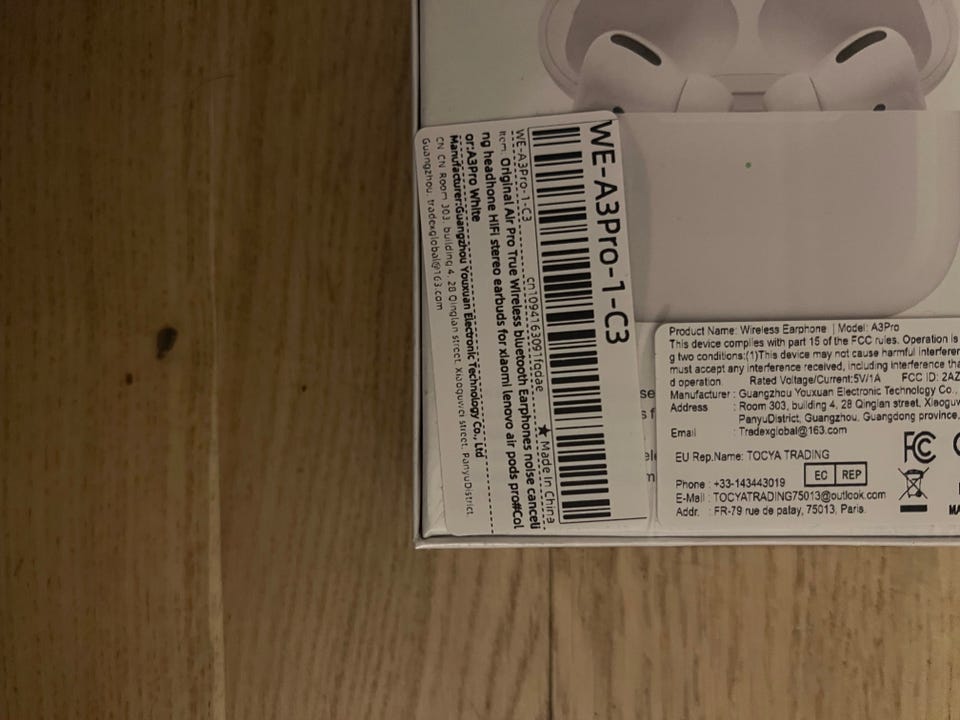 WE-A3Pro-1-C3
cn1094163091fqdae
★ Made In China
WE-A3Pro-1-C3
Item: Original Air Pro True Wireless bluetooth Earphones noise canceli
ng headphone HiFi stereo earbuds for xiaomi lenovo air pods pro#Col
or:A3Pro White
Manufacturer:Guangzhou Youxuan Electronic Technology Co., Ltd
CN CN Room 303, building 4, 28 Qinglan street, Xiaoguwei street, PanyuDistrict,
Guangzhou, tradexglobal@163.com
Product Name: Wireless Earphone | Model: A3Pro
This device complies with part 15 of the FCC rules. Operation is
g two conditions:(1)This device may not cause harmful
must accept any interference received, including interference
d operation Rated Voltage/Current:5V/1A FCC ID: 2AZ
Manufacturer : Guangzhou Youxuan Electronic Technology Co.,
Address : Room 303, building 4, 28 Qinglan street,
PanyuDistrict, Guangzhou, Guangdong province,
Email : Tradexglobal@163.com
EU Rep.Name: TOCYA TRADING
EC REP
Phone : +33-143443019
E-Mail : TOCYATRADING75013@outlook.com
Addr. : FR-79 rue de patay, 75013, Paris.
FC